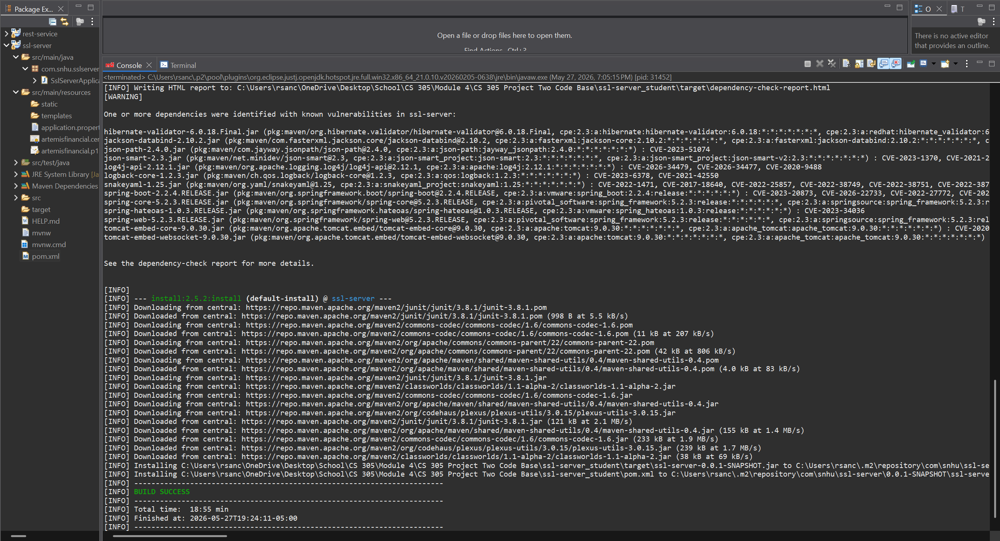 Package Ex...
rest-service
ssl-server
src/main/java
com.snhu.sslserver
SslServerApplica
src/main/resources
static
templates
application.propert
artemisfinancial.cer
artemisfinancial.p1
src/test/java
JRE System Library [Ja
Maven Dependencies
src
target
HELP.md
mvnw
mvnw.cmd
pom.xml
Open a file or drop files here to open them.
Find Actions Ctrl+3
O
T
There is no active editor
that provides an outline.
Console
Terminal
<terminated> C:\Users\rsanc\.p2\pool\plugins\org.eclipse.justj.openjdk.hotspot.jre.full.win32.x86_64_21.0.10.v20260205-0638\jre\bin\javaw.exe (May 27, 2026, 7:05:15 PM) [pid: 31452]
[INFO] Writing HTML report to: C:\Users\rsanc\OneDrive\Desktop\School\CS 305\Module 4\CS 305 Project Two Code Base\ssl-server_student\target\dependency-check-report.html
[WARNING]
One or more dependencies were identified with known vulnerabilities in ssl-server:
hibernate-validator-6.0.18.Final.jar (pkg:maven/org.hibernate.validator/hibernate-validator@6.0.18.Final, cpe:2.3:a:hibernate:hibernate-validator:6.0.18:*:*:*:*:*:*:*, cpe:2.3:a:redhat:hibernate_validator:6
jackson-databind-2.10.2.jar (pkg:maven/com.fasterxml.jackson.core/jackson-databind@2.10.2, cpe:2.3:a:fasterxml:jackson-core:2.10.2:*:*:*:*:*:*:*, cpe:2.3:a:fasterxml:jackson-databind:2.10.2:*:*:*:*:*:*:*, c
json-path-2.4.0.jar (pkg:maven/com.jayway.jsonpath/json-path@2.4.0, cpe:2.3:a:json-path:jayway_jsonpath:2.4.0:*:*:*:*:*:*:*) : CVE-2023-51074
json-smart-2.3.jar (pkg:maven/net.minidev/json-smart@2.3, cpe:2.3:a:json-smart_project:json-smart:2.3:*:*:*:*:*:*:*, cpe:2.3:a:json-smart_project:json-smart-v2:2.3:*:*:*:*:*:*:*) : CVE-2023-1370, CVE-2021-2
log4j-api-2.12.1.jar (pkg:maven/org.apache.logging.log4j/log4j-api@2.12.1, cpe:2.3:a:apache:log4j:2.12.1:*:*:*:*:*:*:*) : CVE-2026-34479, CVE-2026-34477, CVE-2020-9488
logback-core-1.2.3.jar (pkg:maven/ch.qos.logback/logback-core@1.2.3, cpe:2.3:a:qos:logback:1.2.3:*:*:*:*:*:*:*) : CVE-2023-6378, CVE-2021-42550
snakeyaml-1.25.jar (pkg:maven/org.yaml/snakeyaml@1.25, cpe:2.3:a:snakeyaml_project:snakeyaml:1.25:*:*:*:*:*:*:*) : CVE-2022-1471, CVE-2017-18640, CVE-2022-25857, CVE-2022-38749, CVE-2022-38751, CVE-2022-387
spring-boot-2.2.4.RELEASE.jar (pkg:maven/org.springframework.boot/spring-boot@2.2.4.RELEASE, cpe:2.3:a:vmware:spring_boot:2.2.4:release:*:*:*:*:*:*) : CVE-2023-20873, CVE-2026-22733, CVE-2022-27772, CVE-202
spring-core-5.2.3.RELEASE.jar (pkg:maven/org.springframework/spring-core@5.2.3.RELEASE, cpe:2.3:a:pivotal_software:spring_framework:5.2.3:release:*:*:*:*:*:*, cpe:2.3:a:springsource:spring_framework:5.2.3:r
spring-hateoas-1.0.3.RELEASE.jar (pkg:maven/org.springframework.hateoas/spring-hateoas@1.0.3.RELEASE, cpe:2.3:a:vmware:spring_hateoas:1.0.3:release:*:*:*:*:*:*) : CVE-2023-34036
spring-web-5.2.3.RELEASE.jar (pkg:maven/org.springframework/spring-web@5.2.3.RELEASE, cpe:2.3:a:pivotal_software:spring_framework:5.2.3:release:*:*:*:*:*:*, cpe:2.3:a:springsource:spring_framework:5.2.3:rel
tomcat-embed-core-9.0.30.jar (pkg:maven/org.apache.tomcat.embed/tomcat-embed-core@9.0.30, cpe:2.3:a:apache:tomcat:9.0.30:*:*:*:*:*:*:*, cpe:2.3:a:apache_tomcat:apache_tomcat:9.0.30:*:*:*:*:*:*:*) : CVE-2020
tomcat-embed-websocket-9.0.30.jar (pkg:maven/org.apache.tomcat.embed/tomcat-embed-websocket@9.0.30, cpe:2.3:a:apache:tomcat:9.0.30:*:*:*:*:*:*:*, cpe:2.3:a:apache_tomcat:apache_tomcat:9.0.30:*:*:*:*:*:*:*)
See the dependency-check report for more details.
[INFO]
[INFO] --- install:2.5.2:install (default-install) @ ssl-server ---
[INFO] Downloading from central: https://repo.maven.apache.org/maven2/junit/junit/3.8.1/junit-3.8.1.pom
[INFO] Downloaded from central: https://repo.maven.apache.org/maven2/junit/junit/3.8.1/junit-3.8.1.pom (998 B at 5.5 kB/s)
[INFO] Downloading from central: https://repo.maven.apache.org/maven2/commons-codec/commons-codec/1.6/commons-codec-1.6.pom
[INFO] Downloaded from central: https://repo.maven.apache.org/maven2/commons-codec/commons-codec/1.6/commons-codec-1.6.pom (11 kB at 207 kB/s)
[INFO] Downloading from central: https://repo.maven.apache.org/maven2/org/apache/commons/commons-parent/22/commons-parent-22.pom
[INFO] Downloaded from central: https://repo.maven.apache.org/maven2/org/apache/commons/commons-parent/22/commons-parent-22.pom (42 kB at 806 kB/s)
[INFO] Downloading from central: https://repo.maven.apache.org/maven2/org/apache/maven/shared/maven-shared-utils/0.4/maven-shared-utils-0.4.pom
[INFO] Downloaded from central: https://repo.maven.apache.org/maven2/org/apache/maven/shared/maven-shared-utils/0.4/maven-shared-utils-0.4.pom (4.0 kB at 83 kB/s)
[INFO] Downloading from central: https://repo.maven.apache.org/maven2/junit/junit/3.8.1/junit-3.8.1.jar
[INFO] Downloading from central: https://repo.maven.apache.org/maven2/classworlds/classworlds/1.1-alpha-2/classworlds-1.1-alpha-2.jar
[INFO] Downloading from central: https://repo.maven.apache.org/maven2/commons-codec/commons-codec/1.6/commons-codec-1.6.jar
[INFO] Downloading from central: https://repo.maven.apache.org/maven2/org/apache/maven/shared/maven-shared-utils/0.4/maven-shared-utils-0.4.jar
[INFO] Downloading from central: https://repo.maven.apache.org/maven2/org/codehaus/plexus/plexus-utils/3.0.15/plexus-utils-3.0.15.jar
[INFO] Downloaded from central: https://repo.maven.apache.org/maven2/junit/junit/3.8.1/junit-3.8.1.jar (121 kB at 2.1 MB/s)
[INFO] Downloaded from central: https://repo.maven.apache.org/maven2/org/apache/maven/shared/maven-shared-utils/0.4/maven-shared-utils-0.4.jar (155 kB at 1.4 MB/s)
[INFO] Downloaded from central: https://repo.maven.apache.org/maven2/commons-codec/commons-codec/1.6/commons-codec-1.6.jar (233 kB at 1.9 MB/s)
[INFO] Downloaded from central: https://repo.maven.apache.org/maven2/org/codehaus/plexus/plexus-utils/3.0.15/plexus-utils-3.0.15.jar (239 kB at 1.7 MB/s)
[INFO] Downloaded from central: https://repo.maven.apache.org/maven2/classworlds/classworlds/1.1-alpha-2/classworlds-1.1-alpha-2.jar (38 kB at 69 kB/s)
[INFO] Installing C:\Users\rsanc\OneDrive\Desktop\School\CS 305\Module 4\CS 305 Project Two Code Base\ssl-server_student\target\ssl-server-0.0.1-SNAPSHOT.jar to C:\Users\rsanc\.m2\repository\com\snhu\ssl-se
[INFO] Installing C:\Users\rsanc\OneDrive\Desktop\School\CS 305\Module 4\CS 305 Project Two Code Base\ssl-server_student\pom.xml to C:\Users\rsanc\.m2\repository\com\snhu\ssl-server\0.0.1-SNAPSHOT\ssl-serve
[INFO] ------------------------------------------------------------------------
[INFO] BUILD SUCCESS
[INFO] ------------------------------------------------------------------------
[INFO] Total time:  18:55 min
[INFO] Finished at: 2026-05-27T19:24:11-05:00
[INFO] ------------------------------------------------------------------------